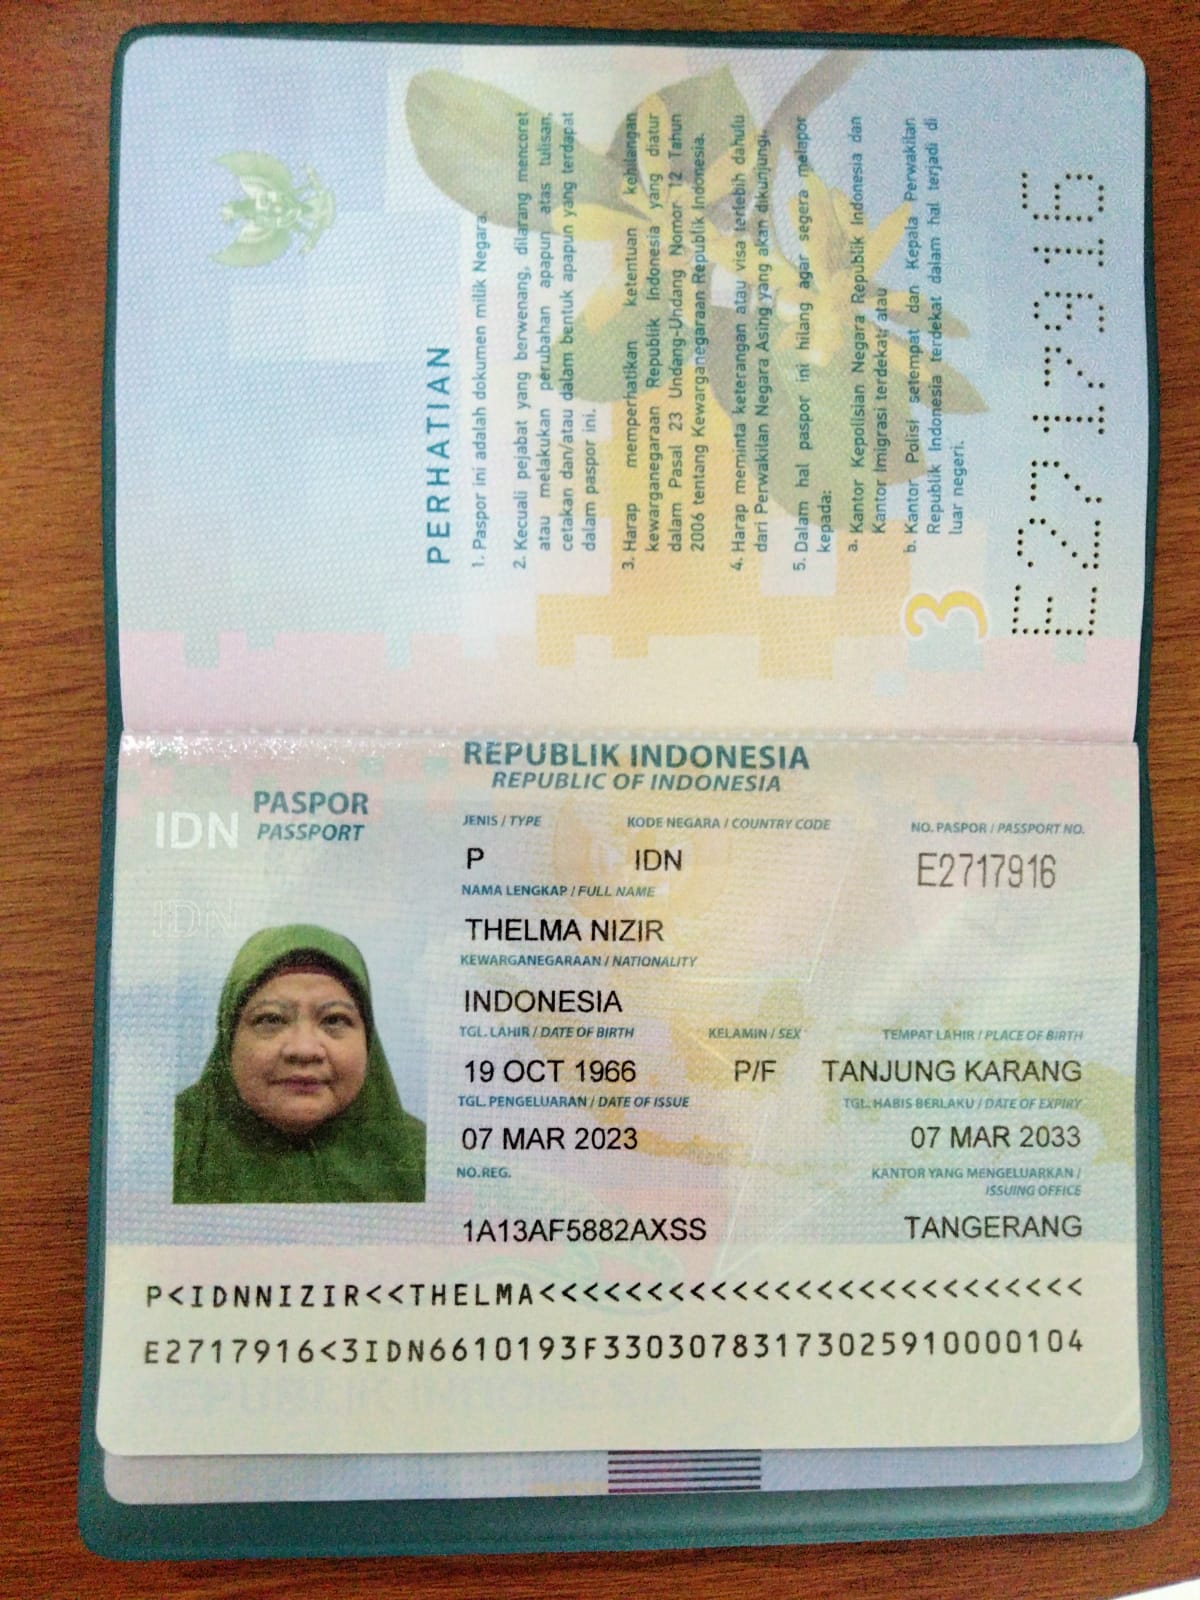 PERHATIAN
1. Paspor ini adalah dokumen milik Negara.
2. Kecuali pejabat yang berwenang, dilarang mencoret
atau melakukan perubahan apapun atas tulisan,
cetakan dan/atau dalam bentuk apapun yang terdapat
dalam paspor ini.
3. Harap memperhatikan ketentuan kehilangan
kewarganegaraan Republik Indonesia yang diatur
dalam Pasal 23 Undang-Undang Nomor 12 Tahun
2006 tentang Kewarganegaraan Republik Indonesia.
4. Harap meminta keterangan atau visa terlebih dahulu
dari Perwakilan Negara Asing yang akan dikunjungi.
5. Dalam hal paspor ini hilang agar segera melapor
kepada:
a. Kantor Kepolisian Negara Republik Indonesia dan
Kantor Imigrasi terdekat; atau
b. Kantor Polisi setempat dan Kepala Perwakilan
Republik Indonesia terdekat dalam hal terjadi di
luar negeri.
3
E2717916
REPUBLIK INDONESIA
REPUBLIC OF INDONESIA
IDN
PASPOR
PASSPORT
IDN
JENIS / TYPE KODE NEGARA / COUNTRY CODE NO. PASPOR / PASSPORT NO.
P IDN E2717916
NAMA LENGKAP / FULL NAME
THELMA NIZIR
KEWARGANEGARAAN / NATIONALITY
INDONESIA
TGL. LAHIR / DATE OF BIRTH KELAMIN / SEX TEMPAT LAHIR / PLACE OF BIRTH
19 OCT 1966 P/F TANJUNG KARANG
TGL. PENGELUARAN / DATE OF ISSUE TGL. HABIS BERLAKU / DATE OF EXPIRY
07 MAR 2023 07 MAR 2033
NO. REG. KANTOR YANG MENGELUARKAN /
ISSUING OFFICE
1A13AF5882AXSS TANGERANG
P<IDNNIZIR<<THELMA<<<<<<<<<<<<<<<<<<<<<<<<<<
E2717916<3IDN6610193F33030783173025910000104